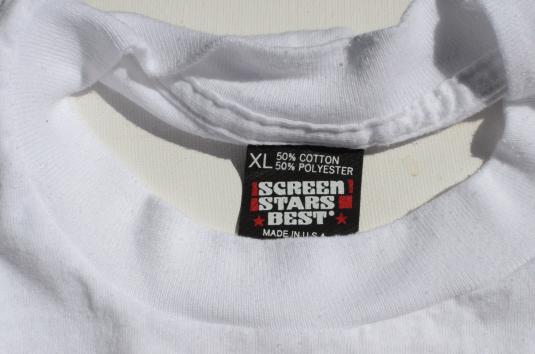 XL 50% COTTON
50% POLYESTER
SCREEN
STARS
BEST®
MADE IN U.S.A.